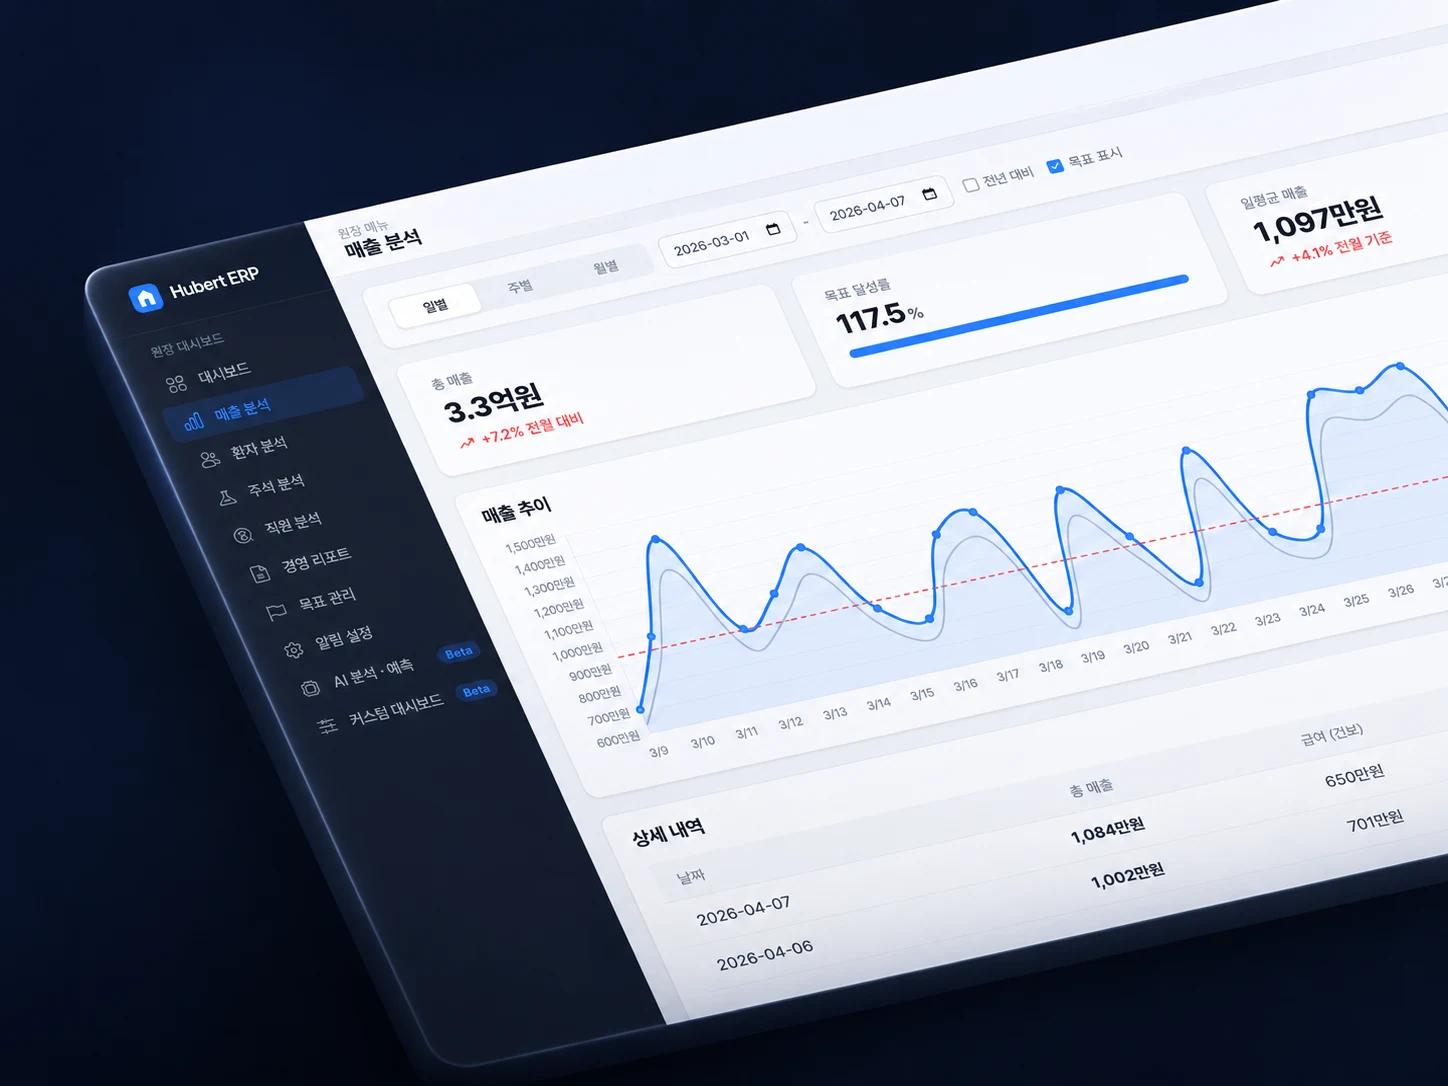 Hubert ERP
원장 대시보드
대시보드
매출 분석
환자 분석
주석 분석
직원 분석
경영 리포트
목표 관리
알림 설정
AI 분석 · 예측 Beta
커스텀 대시보드 Beta
원장 메뉴
매출 분석
일별 주별 월별 2026-03-01 - 2026-04-07 전년 대비 목표 표시
총 매출
3.3억원
+7.2% 전월 대비
목표 달성률
117.5%
일평균 매출
1,097만원
+4.1% 전월 기준
매출 추이
1,500만원
1,400만원
1,300만원
1,200만원
1,100만원
1,000만원
900만원
800만원
700만원
600만원
3/9 3/10 3/11 3/12 3/13 3/14 3/15 3/16 3/17 3/18 3/19 3/20 3/21 3/22 3/23 3/24 3/25 3/26
상세 내역
날짜 총 매출 급여 (건보)
2026-04-07 1,084만원 650만원
2026-04-06 1,002만원 701만원